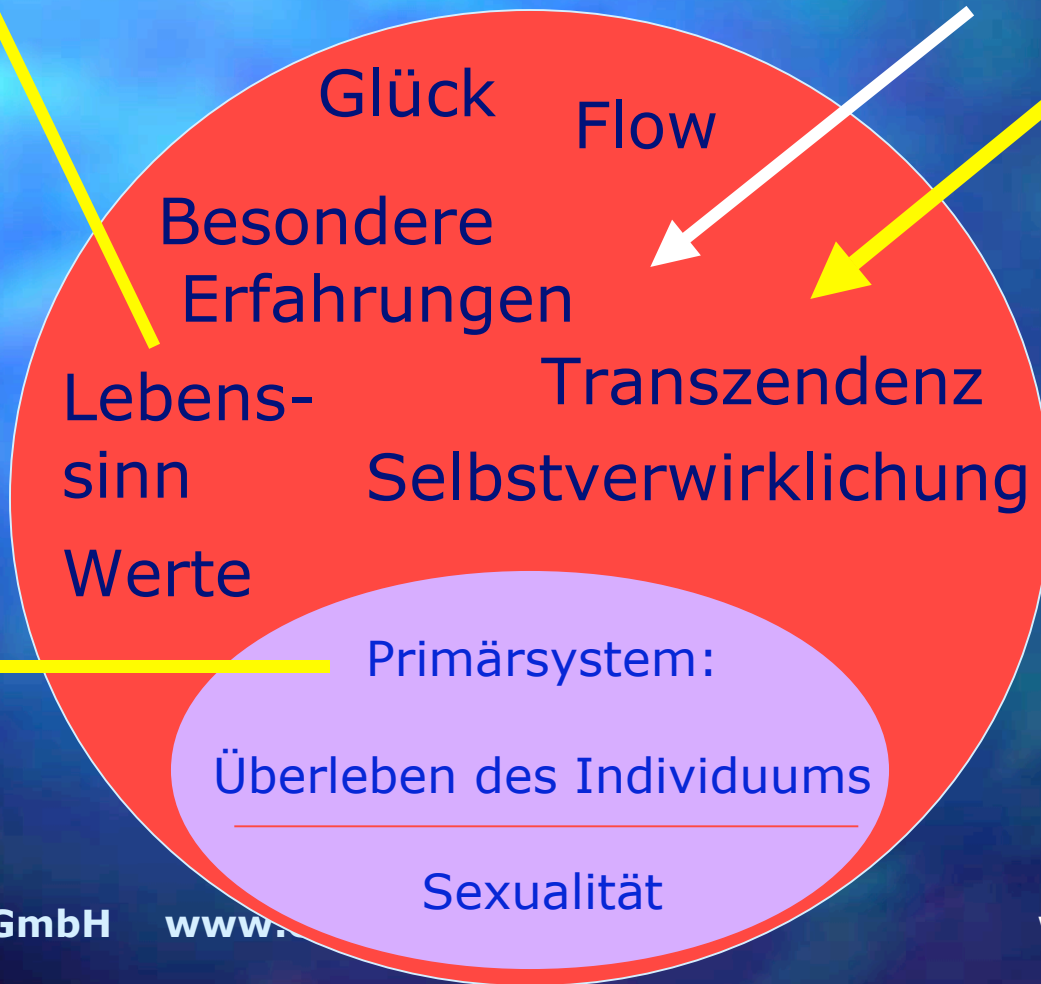 Glück
Flow
Besondere
Erfahrungen
Lebens-
sinn
Transzendenz
Selbstverwirklichung
Werte
Primärsystem:
Überleben des Individuums
Sexualität
GmbH www.